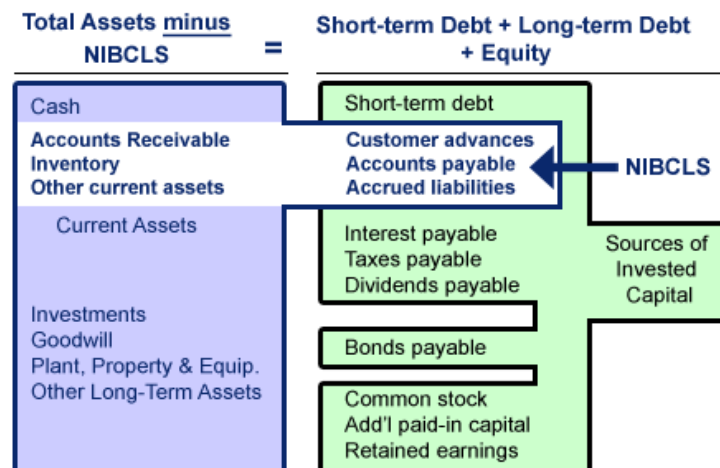 Total Assets minus
NIBCLS
=
Short-term Debt + Long-term Debt
+ Equity
Cash
Accounts Receivable
Inventory
Other current assets
Current Assets
Investments
Goodwill
Plant, Property & Equip.
Other Long-Term Assets
Short-term debt
Customer advances
Accounts payable
Accrued liabilities
NIBCLS
Interest payable
Taxes payable
Dividends payable
Bonds payable
Common stock
Add'l paid-in capital
Retained earnings
Sources of
Invested
Capital